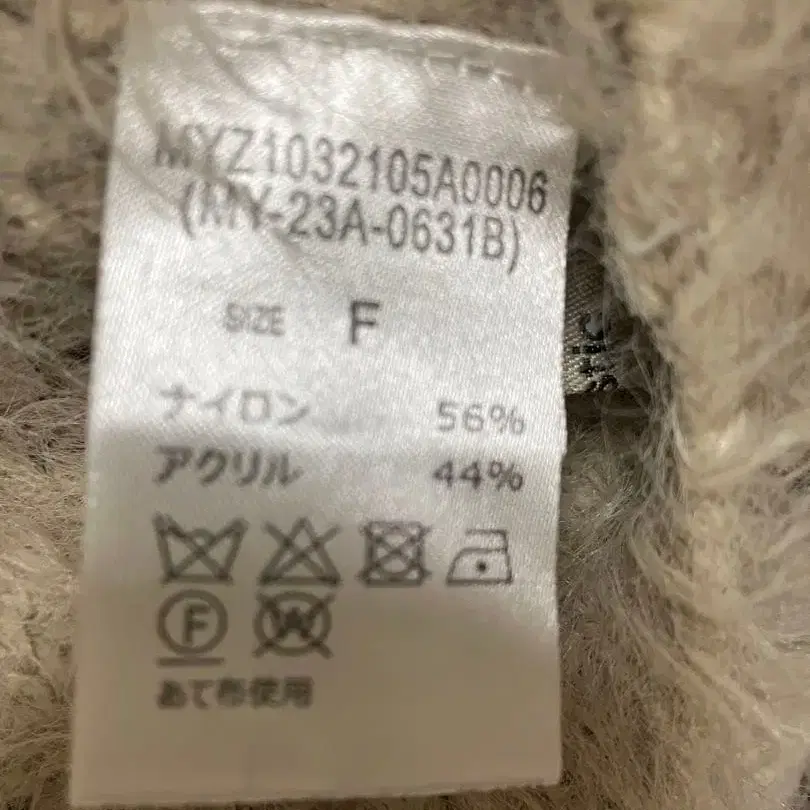 MYZ1032105A0006
(MY-23A-0631B)
SIZE F
ナイロン 56%
アクリル 44%
F W
あて布使用